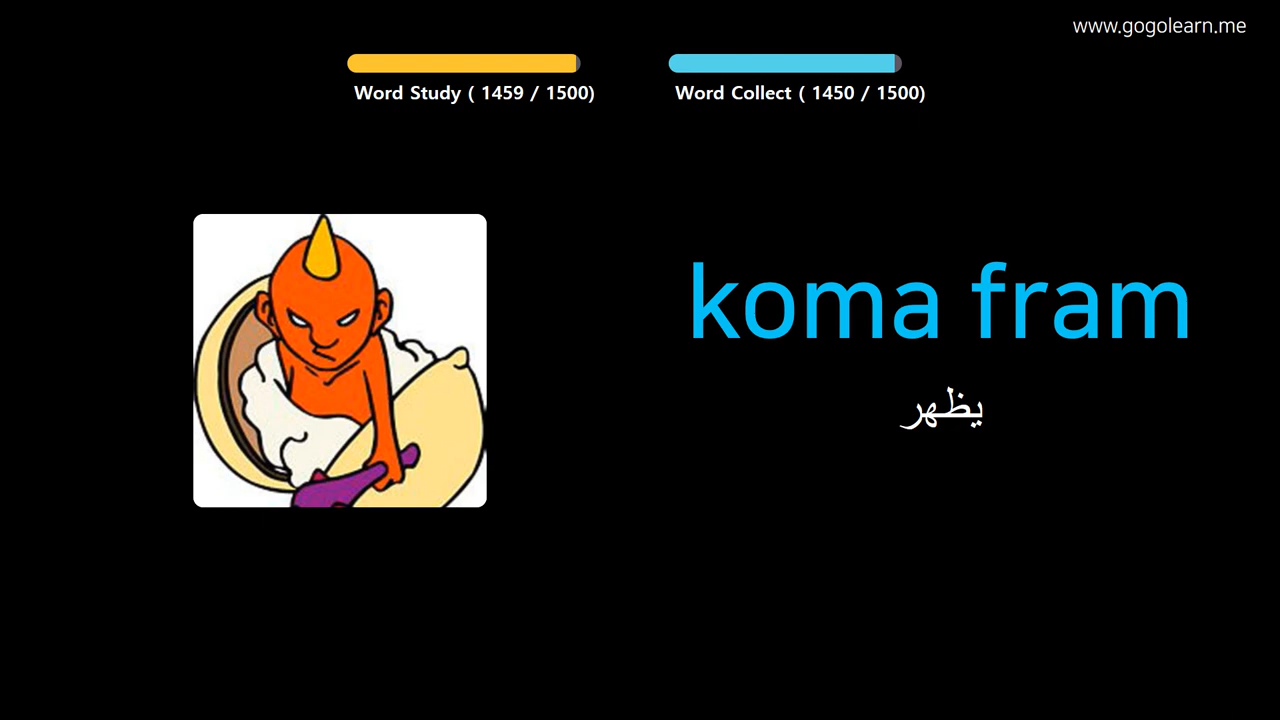 www.gogolearn.me
Word Study ( 1459 / 1500)
Word Collect ( 1450 / 1500)
koma fram
يظهر